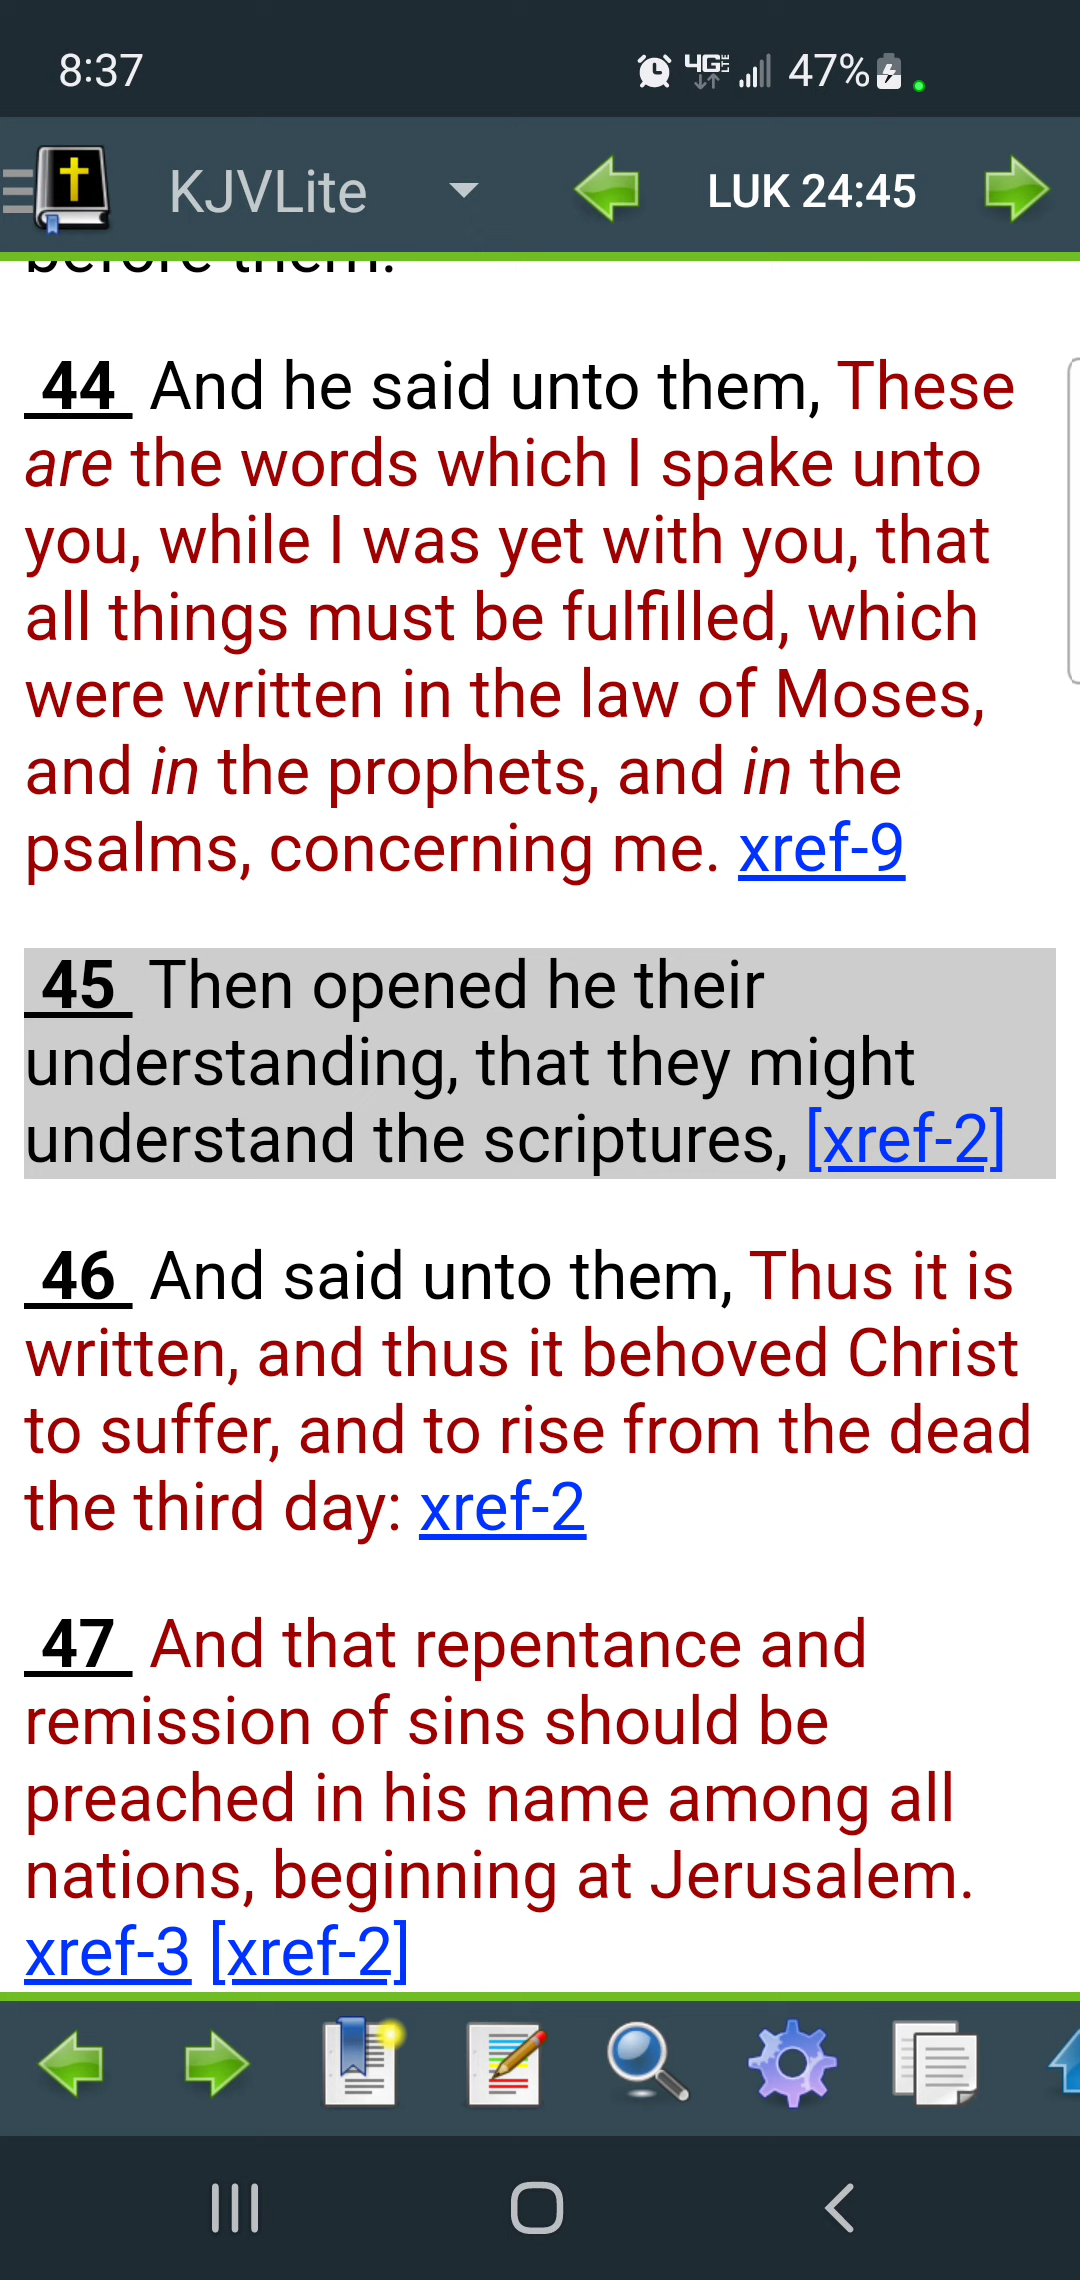 8:37 4G LTE 47%
KJVLite LUK 24:45
before them.
44 And he said unto them, These
are the words which I spake unto
you, while I was yet with you, that
all things must be fulfilled, which
were written in the law of Moses,
and in the prophets, and in the
psalms, concerning me. xref-9
45 Then opened he their
understanding, that they might
understand the scriptures, [xref-2]
46 And said unto them, Thus it is
written, and thus it behoved Christ
to suffer, and to rise from the dead
the third day: xref-2
47 And that repentance and
remission of sins should be
preached in his name among all
nations, beginning at Jerusalem.
xref-3 [xref-2]